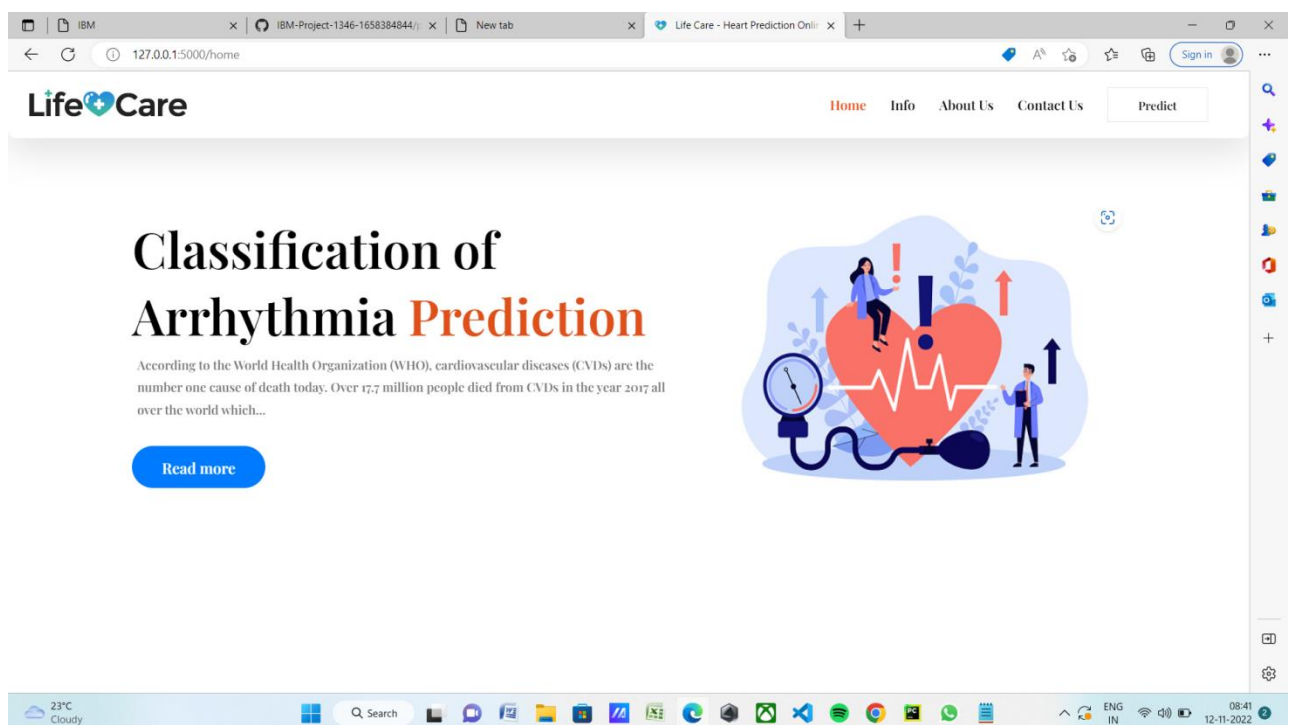 IBM
IBM-Project-1346-1658384844/p
New tab
Life Care - Heart Prediction Onlin
127.0.0.1:5000/home
Sign in
Life Care
Home Info About Us Contact Us Predict
Classification of
Arrhythmia Prediction
According to the World Health Organization (WHO), cardiovascular diseases (CVDs) are the
number one cause of death today. Over 17.7 million people died from CVDs in the year 2017 all
over the world which...
Read more
23°C
Cloudy
Search
ENG
IN
08:41
12-11-2022
2